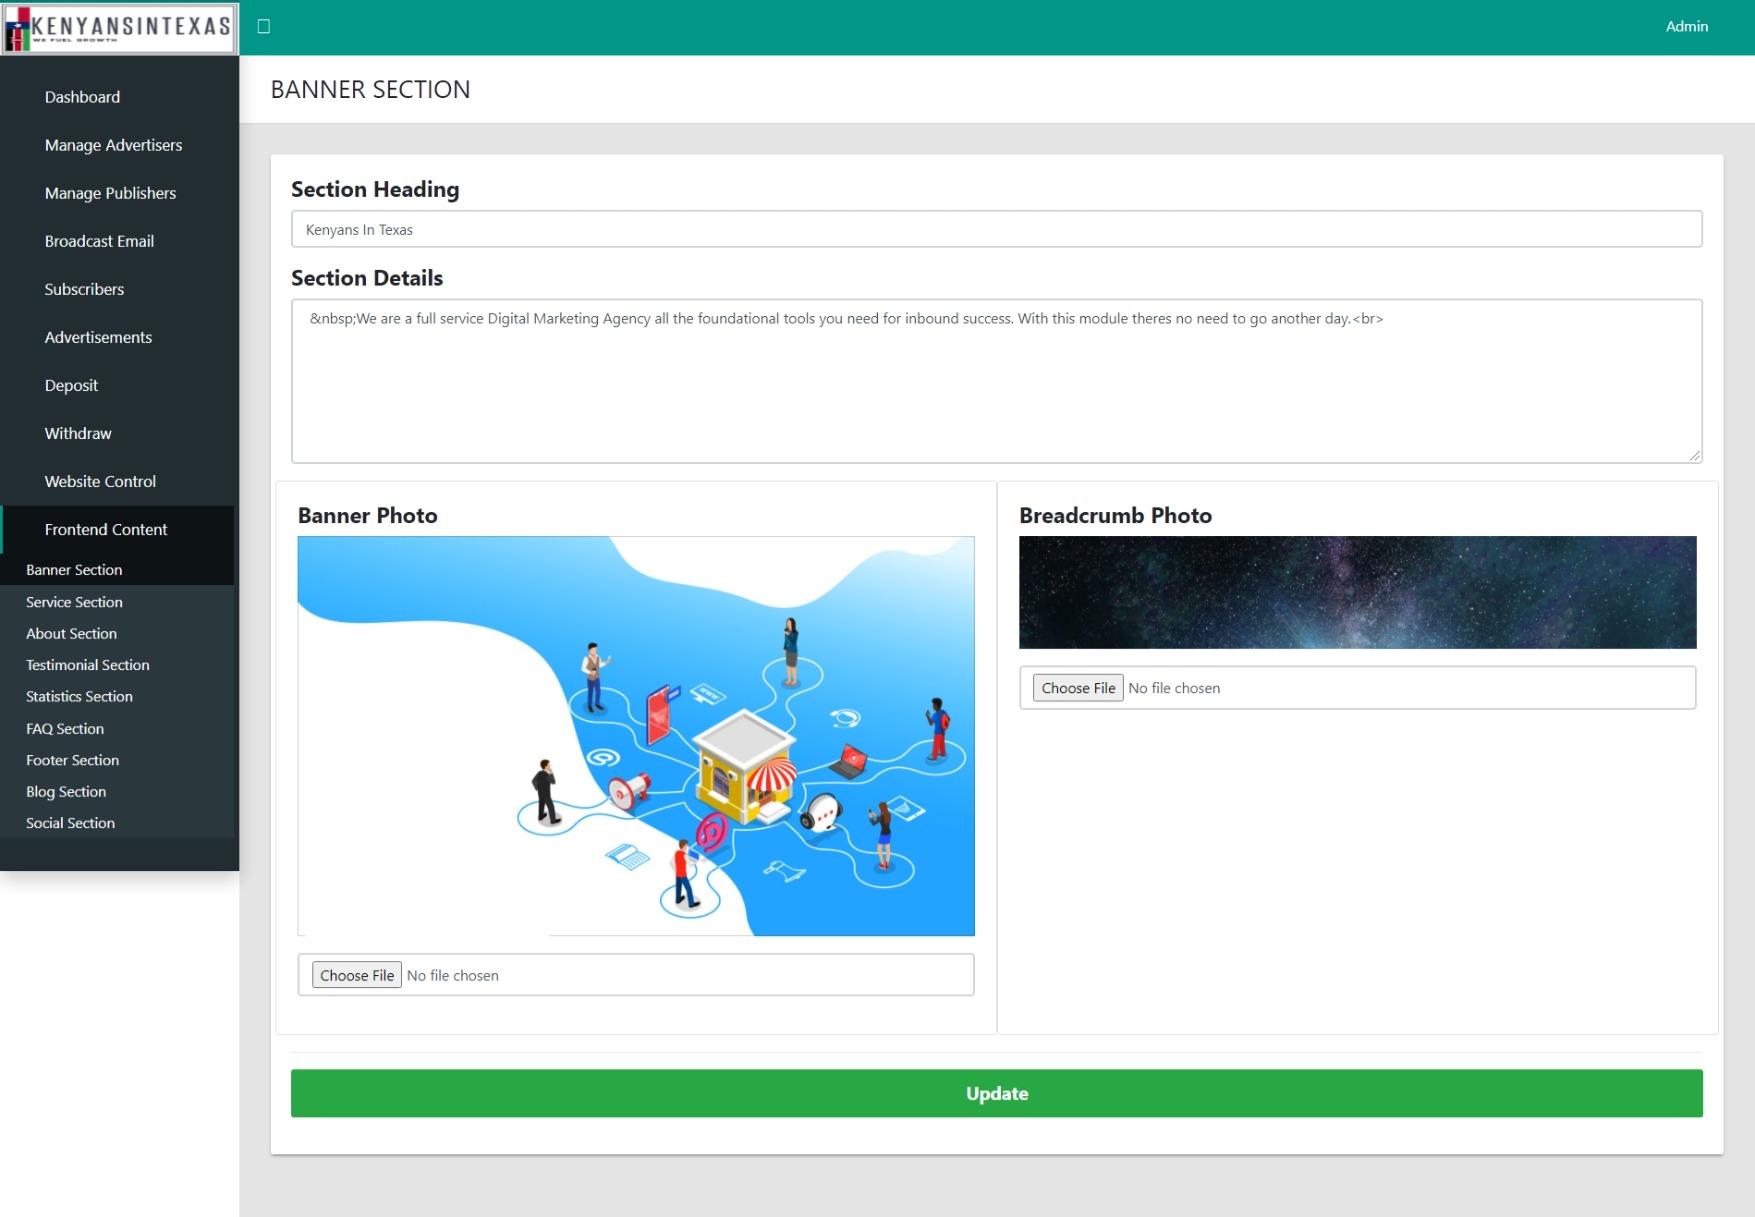 KENYANSINTEXAS
WE FUEL GROWTH
Admin
Dashboard
Manage Advertisers
Manage Publishers
Broadcast Email
Subscribers
Advertisements
Deposit
Withdraw
Website Control
Frontend Content
Banner Section
Service Section
About Section
Testimonial Section
Statistics Section
FAQ Section
Footer Section
Blog Section
Social Section
BANNER SECTION
Section Heading
Kenyans In Texas
Section Details
&nbsp;We are a full service Digital Marketing Agency all the foundational tools you need for inbound success. With this module theres no need to go another day.<br>
Banner Photo
WWW
@
Choose File No file chosen
Breadcrumb Photo
Choose File No file chosen
Update